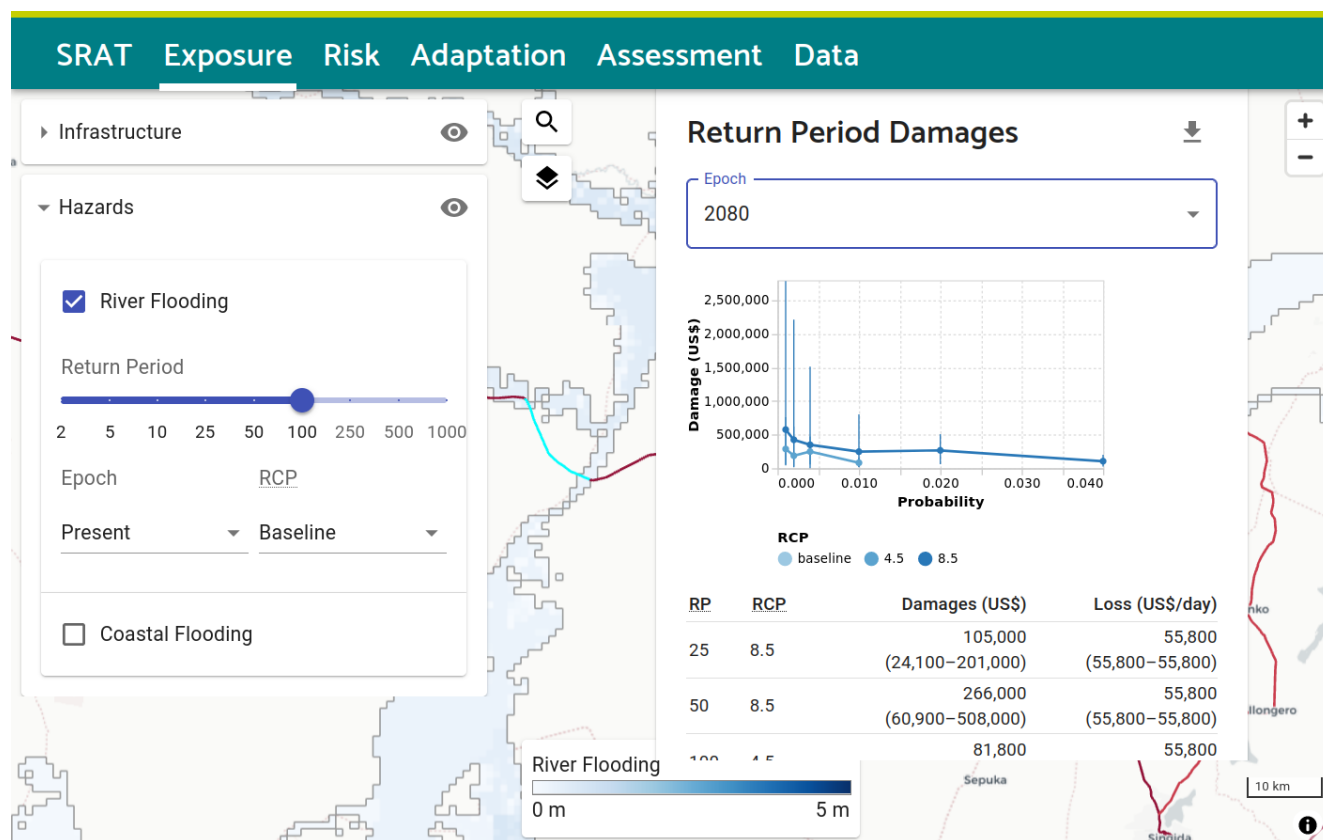 SRAT Exposure Risk Adaptation Assessment Data
Infrastructure
Hazards
River Flooding
Return Period
2 5 10 25 50 100 250 500 1000
Epoch RCP
Present Baseline
Coastal Flooding
Return Period Damages
Epoch
2080
2,500,000
2,000,000
1,500,000
1,000,000
500,000
0
Damage (US$)
0.000 0.010 0.020 0.030 0.040
Probability
RCP
baseline 4.5 8.5
RP RCP Damages (US$) Loss (US$/day)
25 8.5 105,000 55,800
(24,100–201,000) (55,800–55,800)
50 8.5 266,000 55,800
(60,900–508,000) (55,800–55,800)
100 4.5 81,800 55,800
River Flooding
0 m 5 m
+
−
nko
llongero
Sepuka
Singida
10 km